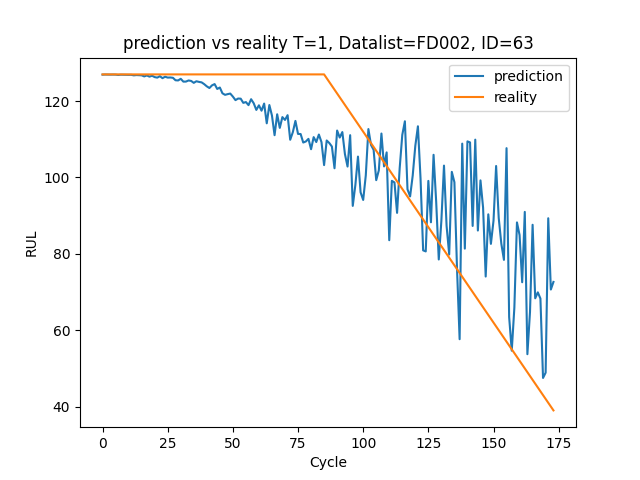 prediction vs reality T=1, Datalist=FD002, ID=63
prediction
reality
120
100
80
60
40
RUL
0 25 50 75 100 125 150 175
Cycle